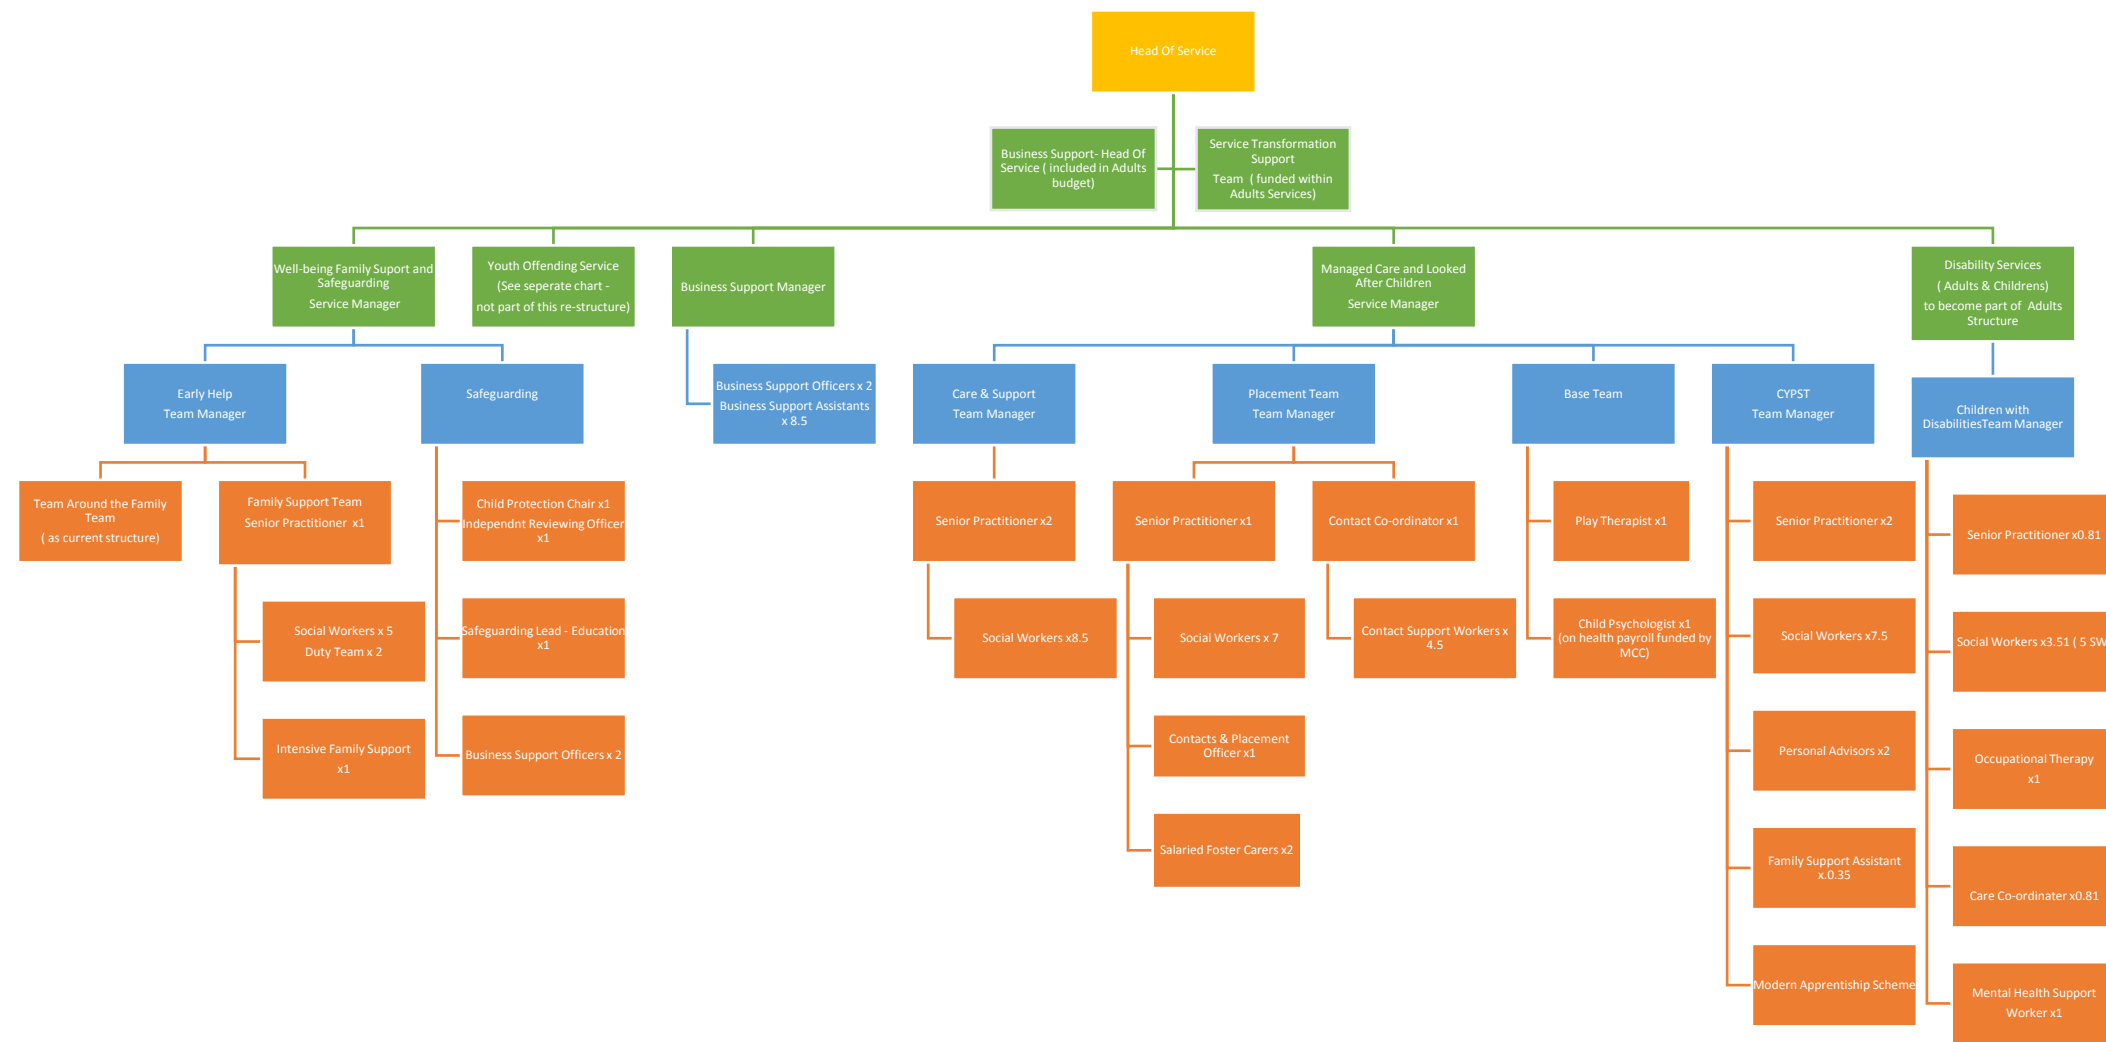 Head Of Service
Business Support- Head Of
Service ( included in Adults
budget)
Service Transformation
Support
Team  ( funded within
Adults Services)
Well-being Family Suport and
Safeguarding
Service Manager
Youth Offending Service
(See seperate chart -
not part of this re-structure)
Business Support Manager
Managed Care and Looked
After Children
Service Manager
Disability Services
( Adults & Childrens)
to become part of  Adults
Structure
Early Help
Team Manager
Safeguarding
Business Support Officers x 2
Business Support Assistants
x 8.5
Care & Support
Team Manager
Placement Team
Team Manager
Base Team
CYPST
Team Manager
Children with
DisabilitiesTeam Manager
Team Around the Family
Team
( as current structure)
Family Support Team
Senior Practitioner  x1
Child Protection Chair x1
Independnt Reviewing Officer
x1
Senior Practitioner x2
Senior Practitioner x1
Contact Co-ordinator x1
Play Therapist x1
Senior Practitioner x2
Senior Practitioner x0.81
Social Workers x 5
Duty Team x 2
Safeguarding Lead - Education
x1
Social Workers x8.5
Social Workers x 7
Contact Support Workers x
4.5
Child Psychologist x1
(on health payroll funded by
MCC)
Social Workers x7.5
Social Workers x3.51 ( 5 SW
Intensive Family Support
x1
Business Support Officers x 2
Contacts & Placement
Officer x1
Personal Advisors x2
Occupational Therapy
x1
Salaried Foster Carers x2
Family Support Assistant
x.0.35
Care Co-ordinater x0.81
Modern Apprentiship Scheme
Mental Health Support
Worker x1